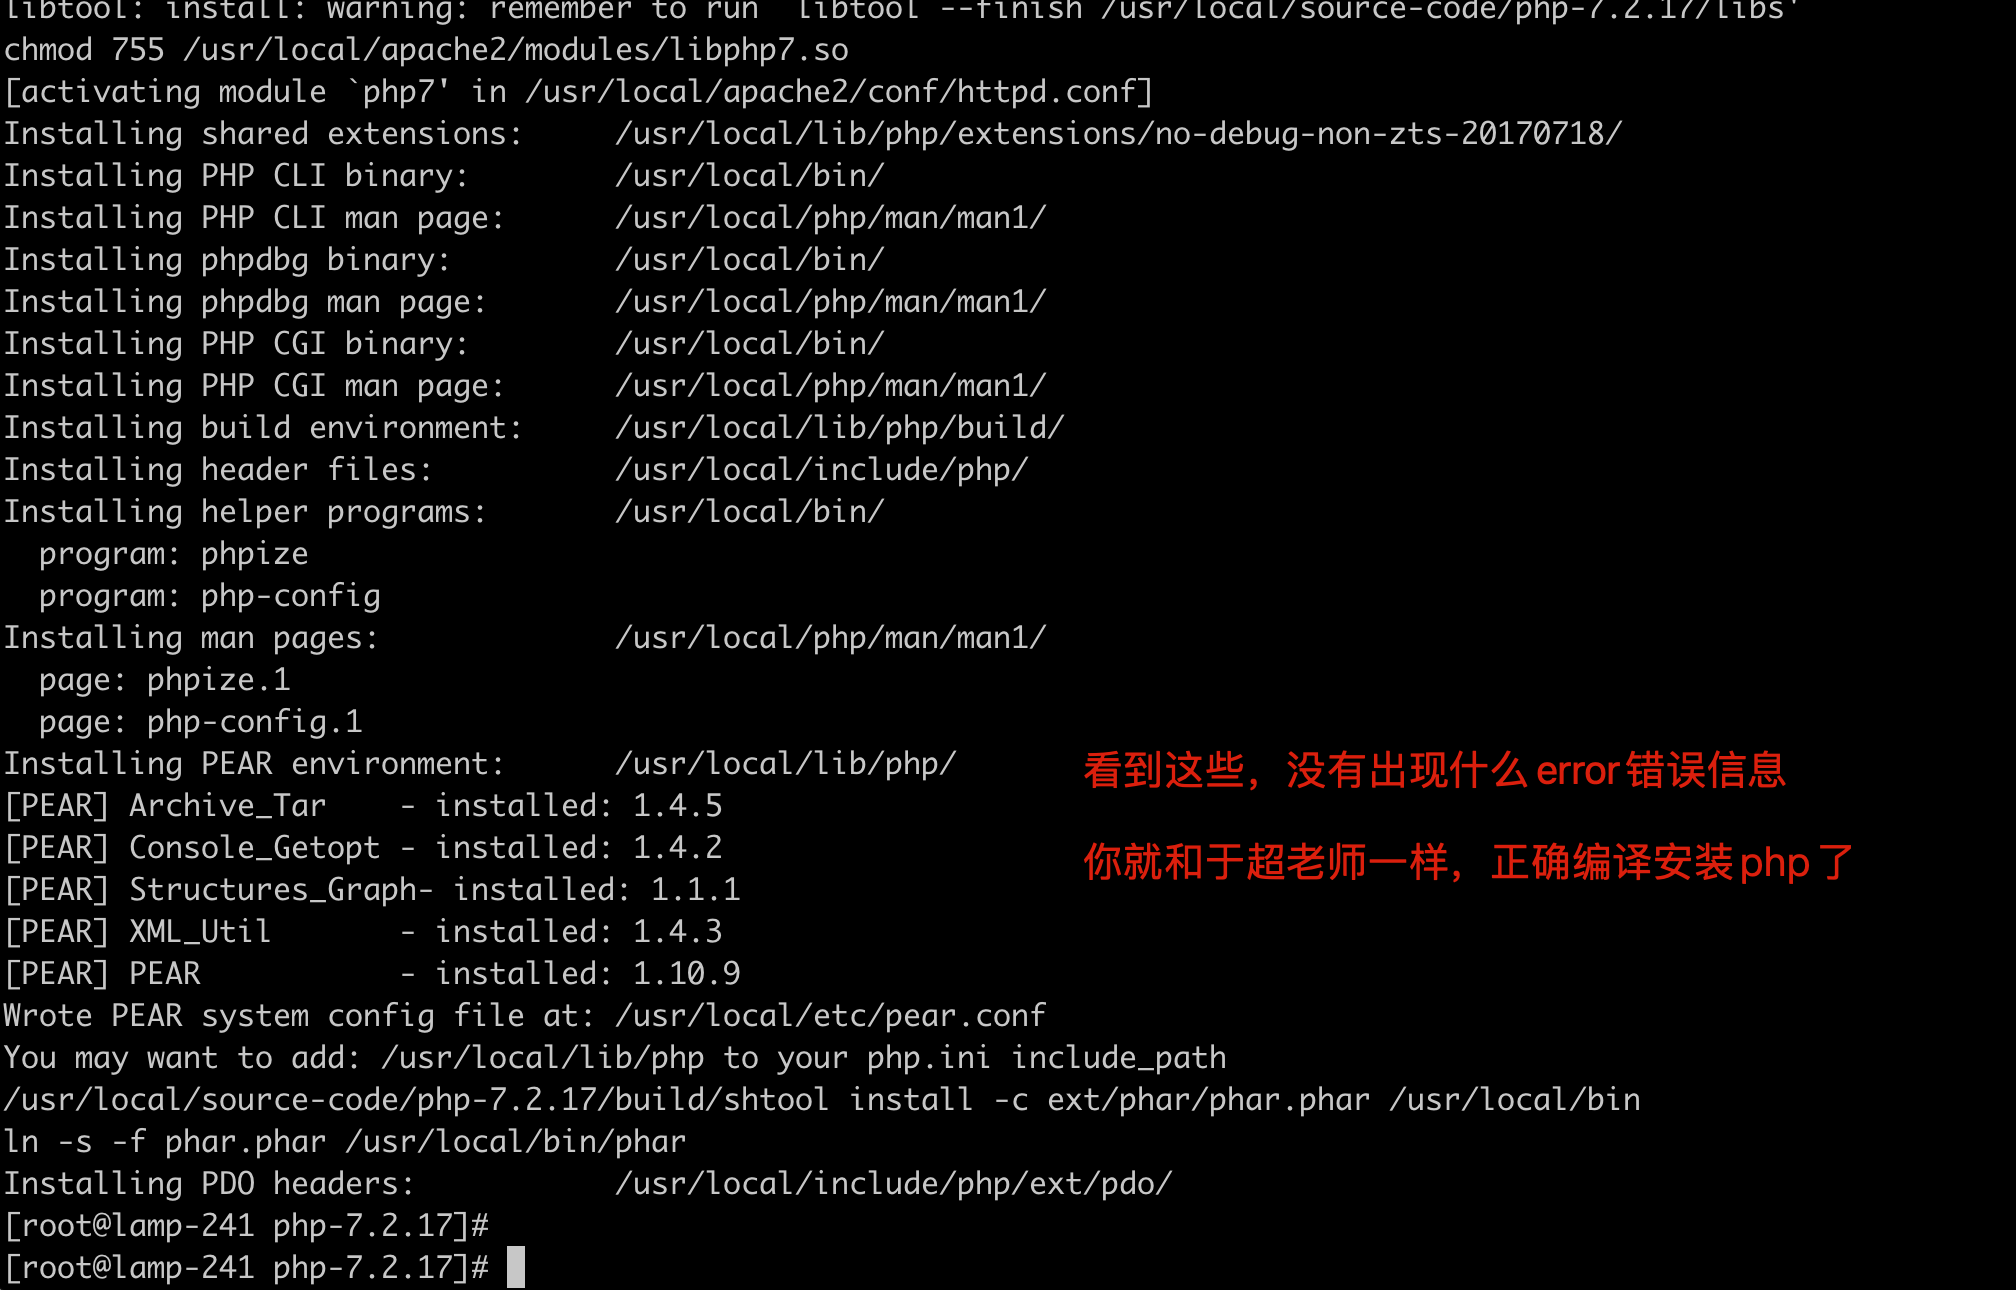 libtool: install: warning: remember to run `libtool --finish /usr/local/source-code/php-7.2.17/libs'
chmod 755 /usr/local/apache2/modules/libphp7.so
[activating module `php7' in /usr/local/apache2/conf/httpd.conf]
Installing shared extensions:     /usr/local/lib/php/extensions/no-debug-non-zts-20170718/
Installing PHP CLI binary:        /usr/local/bin/
Installing PHP CLI man page:      /usr/local/php/man/man1/
Installing phpdbg binary:         /usr/local/bin/
Installing phpdbg man page:       /usr/local/php/man/man1/
Installing PHP CGI binary:        /usr/local/bin/
Installing PHP CGI man page:      /usr/local/php/man/man1/
Installing build environment:     /usr/local/lib/php/build/
Installing header files:          /usr/local/include/php/
Installing helper programs:       /usr/local/bin/
  program: phpize
  program: php-config
Installing man pages:             /usr/local/php/man/man1/
  page: phpize.1
  page: php-config.1
Installing PEAR environment:      /usr/local/lib/php/
看到这些，没有出现什么error错误信息
[PEAR] Archive_Tar    - installed: 1.4.5
[PEAR] Console_Getopt - installed: 1.4.2
你就和于超老师一样，正确编译安装php了
[PEAR] Structures_Graph- installed: 1.1.1
[PEAR] XML_Util       - installed: 1.4.3
[PEAR] PEAR           - installed: 1.10.9
Wrote PEAR system config file at: /usr/local/etc/pear.conf
You may want to add: /usr/local/lib/php to your php.ini include_path
/usr/local/source-code/php-7.2.17/build/shtool install -c ext/phar/phar.phar /usr/local/bin
ln -s -f phar.phar /usr/local/bin/phar
Installing PDO headers:           /usr/local/include/php/ext/pdo/
[root@lamp-241 php-7.2.17]#
[root@lamp-241 php-7.2.17]#